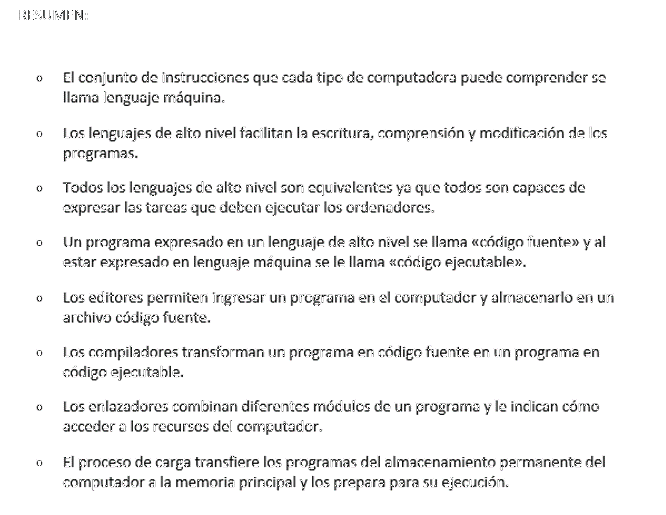 RESUMEN:
o El conjunto de instrucciones que cada tipo de computadora puede comprender se
llama lenguaje máquina.
o Los lenguajes de alto nivel facilitan la escritura, comprensión y modificación de los
programas.
o Todos los lenguajes de alto nivel son equivalentes ya que todos son capaces de
expresar las tareas que deben ejecutar los ordenadores.
o Un programa expresado en un lenguaje de alto nivel se llama «código fuente» y al
estar expresado en lenguaje máquina se le llama «código ejecutable».
o Los editores permiten ingresar un programa en el computador y almacenarlo en un
archivo código fuente.
o Los compiladores transforman un programa en código fuente en un programa en
código ejecutable.
o Los enlazadores combinan diferentes módulos de un programa y le indican cómo
acceder a los recursos del computador.
o El proceso de carga transfiere los programas del almacenamiento permanente del
computador a la memoria principal y los prepara para su ejecución.